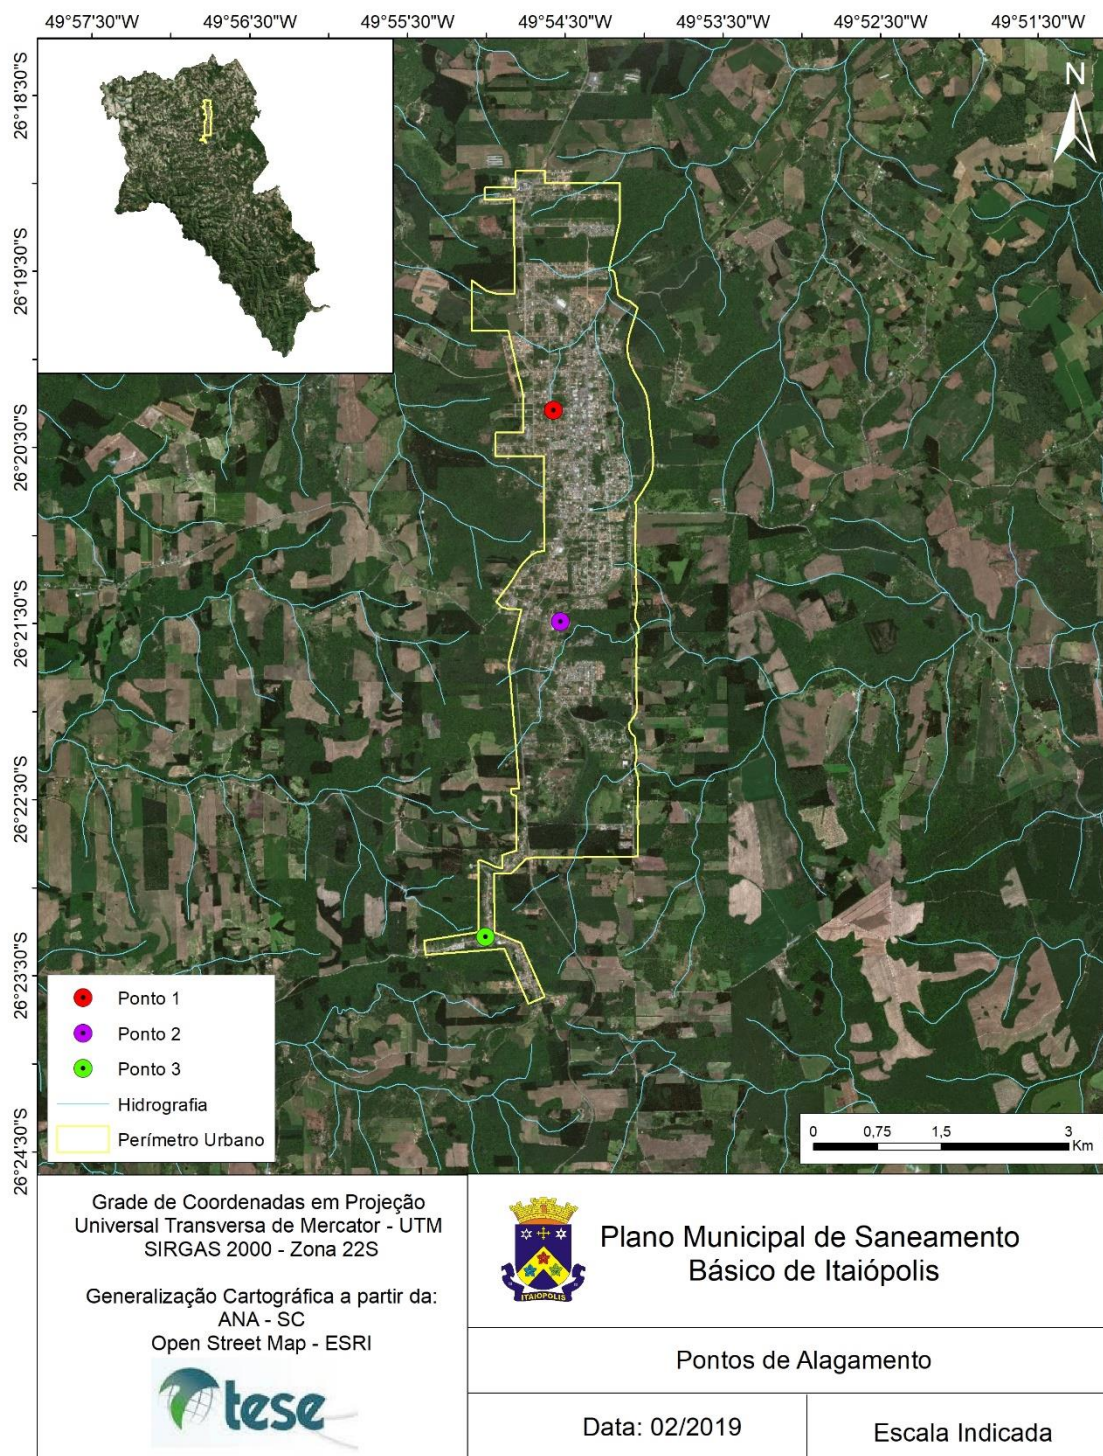 49°57'30"W 49°56'30"W 49°55'30"W 49°54'30"W 49°53'30"W 49°52'30"W 49°51'30"W
26°18'30"S
26°19'30"S
26°20'30"S
26°21'30"S
26°22'30"S
26°23'30"S
26°24'30"S
N
Ponto 1
Ponto 2
Ponto 3
Hidrografia
Perímetro Urbano
0 0,75 1,5 3
Km
Grade de Coordenadas em Projeção
Universal Transversa de Mercator - UTM
SIRGAS 2000 - Zona 22S
Generalização Cartográfica a partir da:
ANA - SC
Open Street Map - ESRI
tese
ITAIÓPOLIS
Plano Municipal de Saneamento
Básico de Itaiópolis
Pontos de Alagamento
Data: 02/2019
Escala Indicada